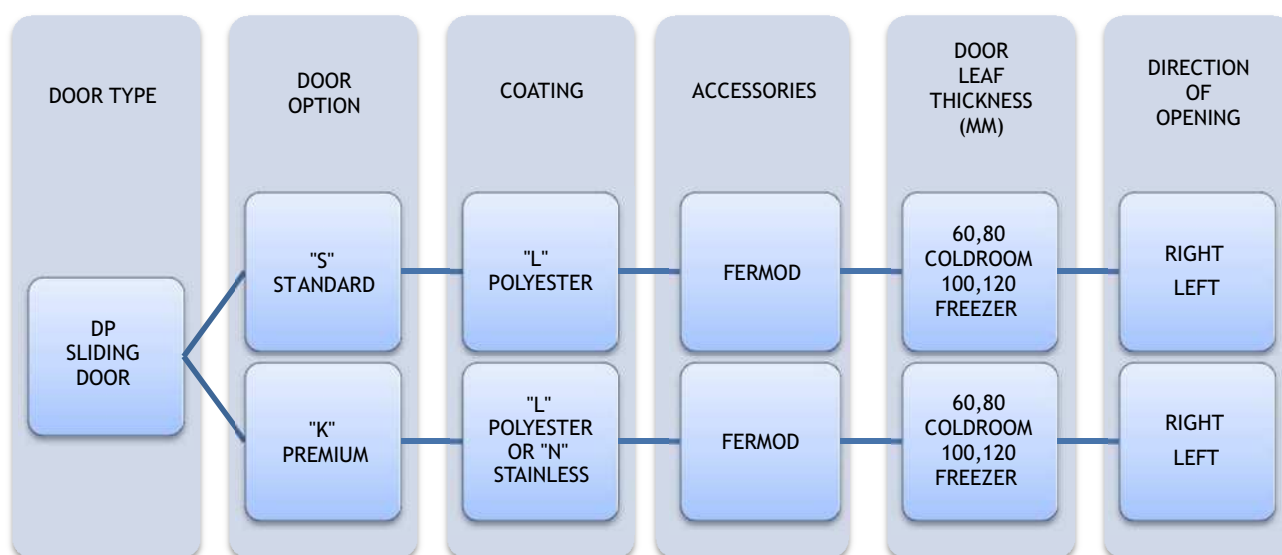 DOOR TYPE
DOOR
OPTION
COATING
ACCESSORIES
DOOR
LEAF
THICKNESS
(MM)
DIRECTION
OF
OPENING
DP
SLIDING
DOOR
"S"
STANDARD
"L"
POLYESTER
FERMOD
60,80
COLDROOM
100,120
FREEZER
RIGHT
LEFT
"K"
PREMIUM
"L"
POLYESTER
OR "N"
STAINLESS
FERMOD
60,80
COLDROOM
100,120
FREEZER
RIGHT
LEFT